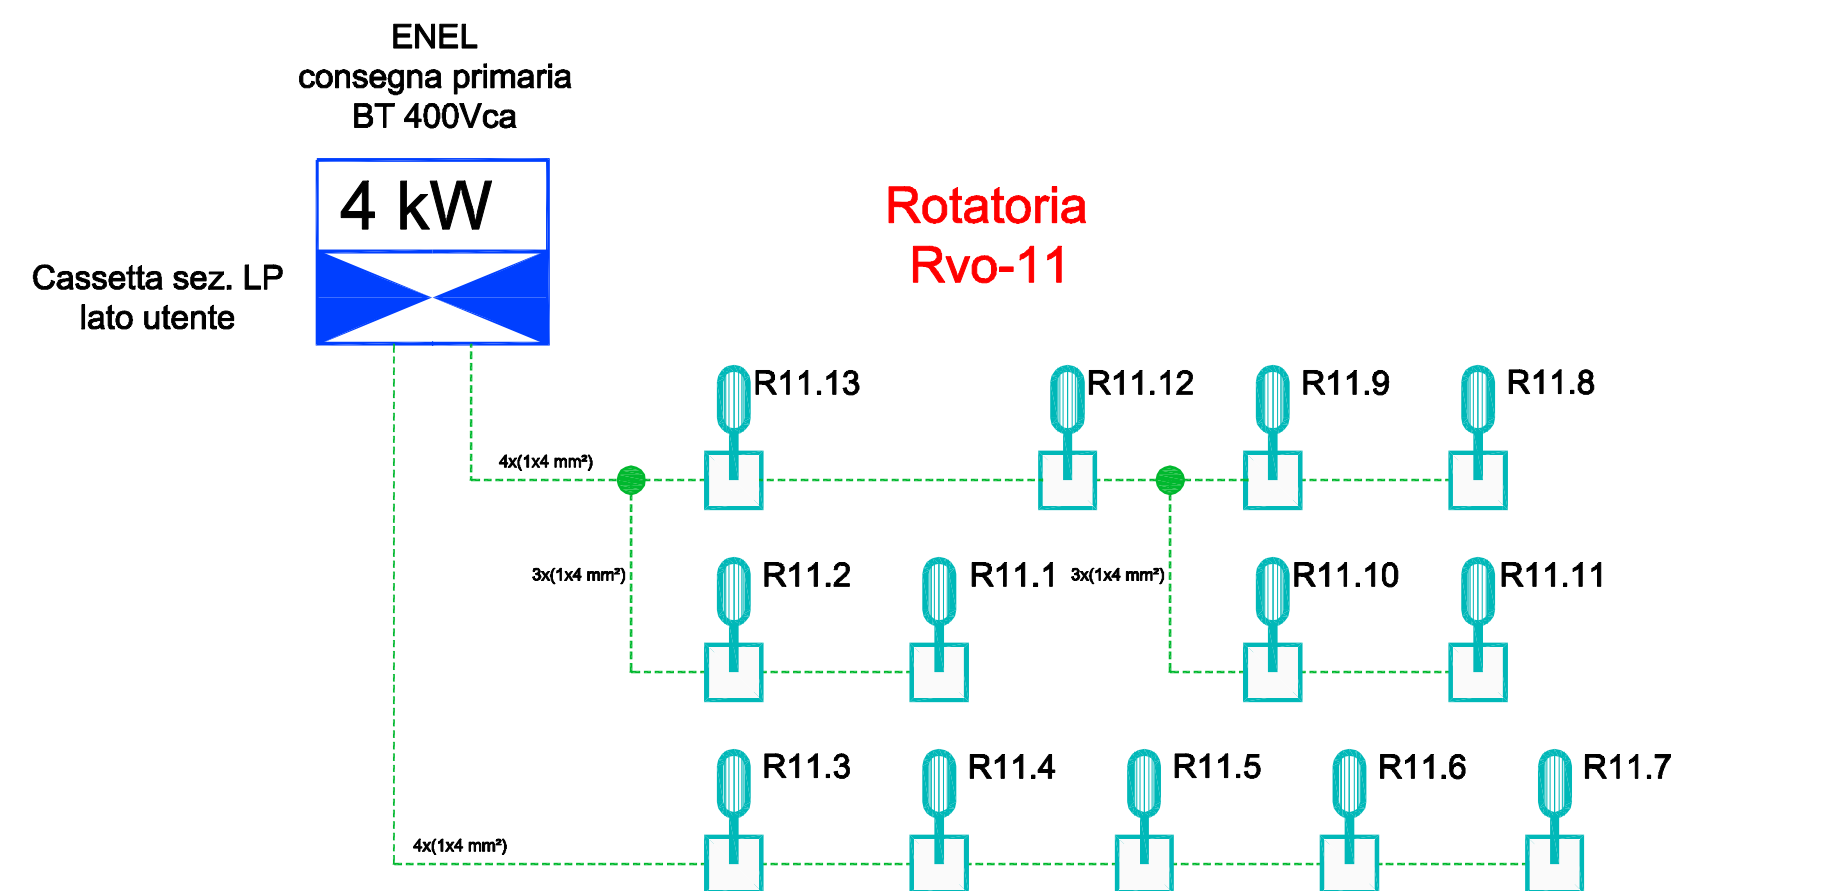 ENEL
consegna primaria
BT 400Vca
4 kW
Cassetta sez. LP
lato utente
Rotatoria
Rvo-11
R11.13
R11.12
R11.9
R11.8
4x(1x4 mm²)
3x(1x4 mm²)
R11.2
R11.1
3x(1x4 mm²)
R11.10
R11.11
R11.3
R11.4
R11.5
R11.6
R11.7
4x(1x4 mm²)